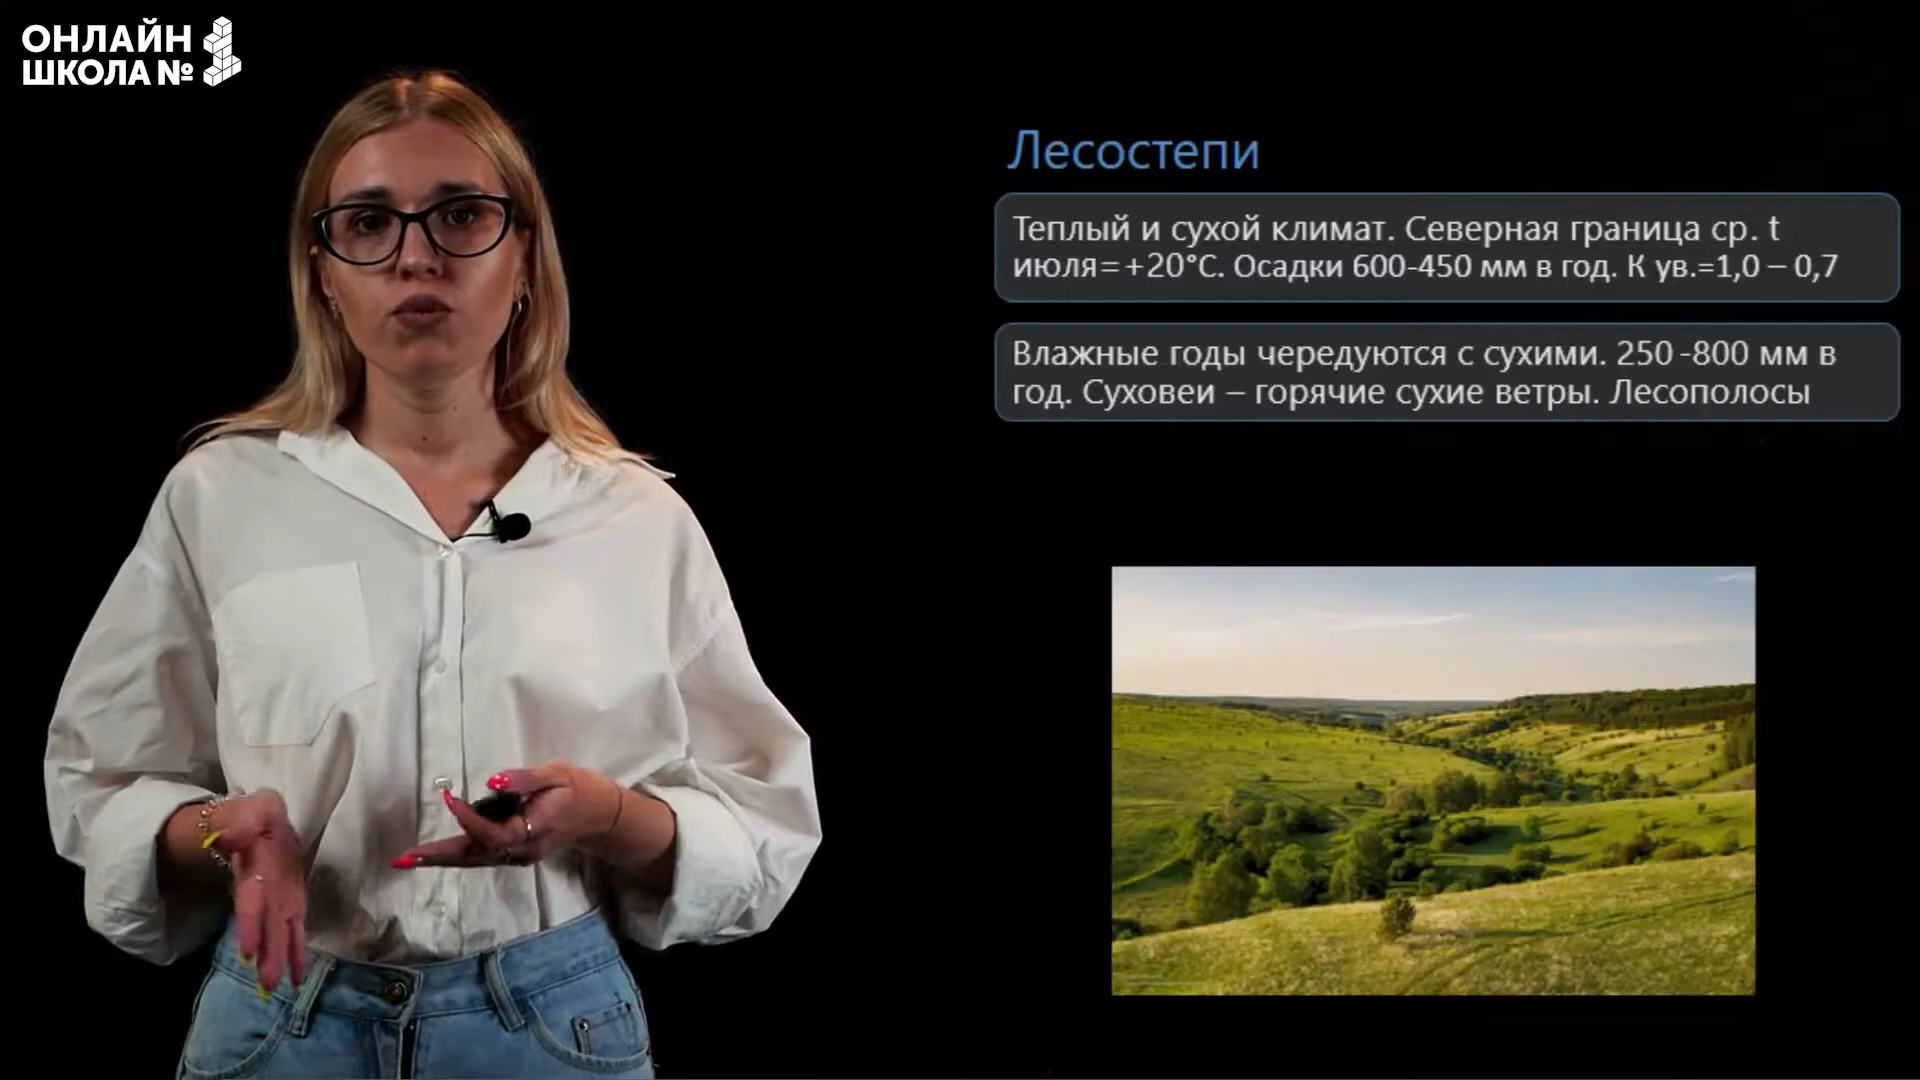 ОНЛАЙН
ШКОЛА №
Лесостепи
Теплый и сухой климат. Северная граница ср. t
июля=+20°С. Осадки 600-450 мм в год. К ув.=1,0 – 0,7
Влажные годы чередуются с сухими. 250 -800 мм в
год. Суховеи – горячие сухие ветры. Лесополосы